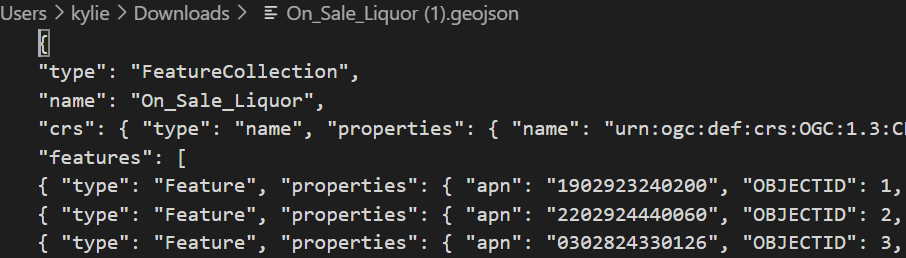 Users > kylie > Downloads > On_Sale_Liquor (1).geojson
{
"type": "FeatureCollection",
"name": "On_Sale_Liquor",
"crs": { "type": "name", "properties": { "name": "urn:ogc:def:crs:OGC:1.3:C
"features": [
{ "type": "Feature", "properties": { "apn": "1902923240200", "OBJECTID": 1,
{ "type": "Feature", "properties": { "apn": "2202924440060", "OBJECTID": 2,
{ "type": "Feature", "properties": { "apn": "0302824330126", "OBJECTID": 3,